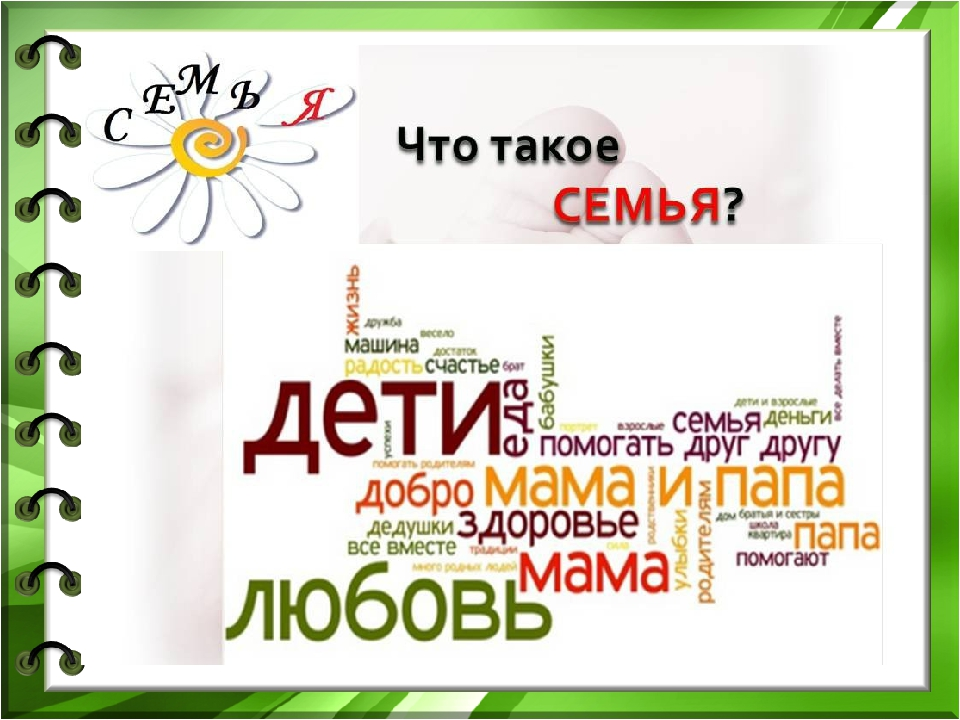 СЕМЬЯ
Что такое
СЕМЬЯ?
жизнь
дружба
весело
машина
достаток
радость
счастье
брат
дети
успехи
еда
бабушки
все делать вместе
дети и взрослые
портрет
взрослые
семья
деньги
помогать друг другу
помогать родителям
добро
мама и папа
дедушки
здоровье
родственники
улыбки
родителям
дом
братья и сестры
школа
квартира
папа
все вместе
традиции
сила
помогают
много родных людей
мама
любовь